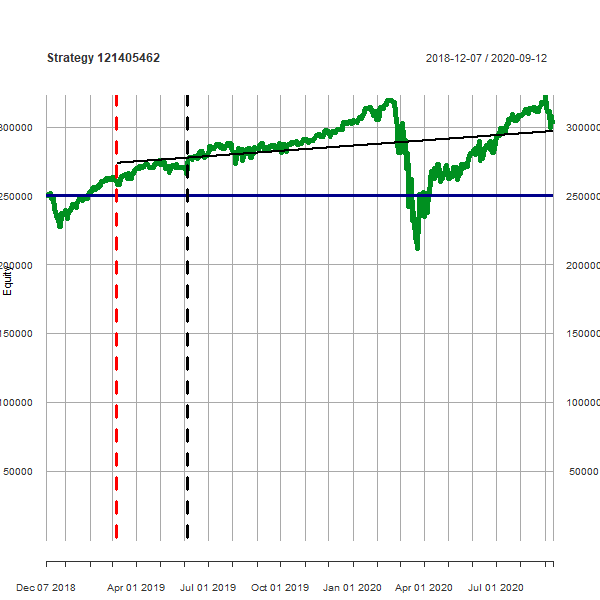 Strategy 121405462
2018-12-07 / 2020-09-12
300000
300000
250000
250000
200000
200000
Equity
150000
150000
100000
100000
50000
50000
Dec 07 2018
Apr 01 2019
Jul 01 2019
Oct 01 2019
Jan 01 2020
Apr 01 2020
Jul 01 2020